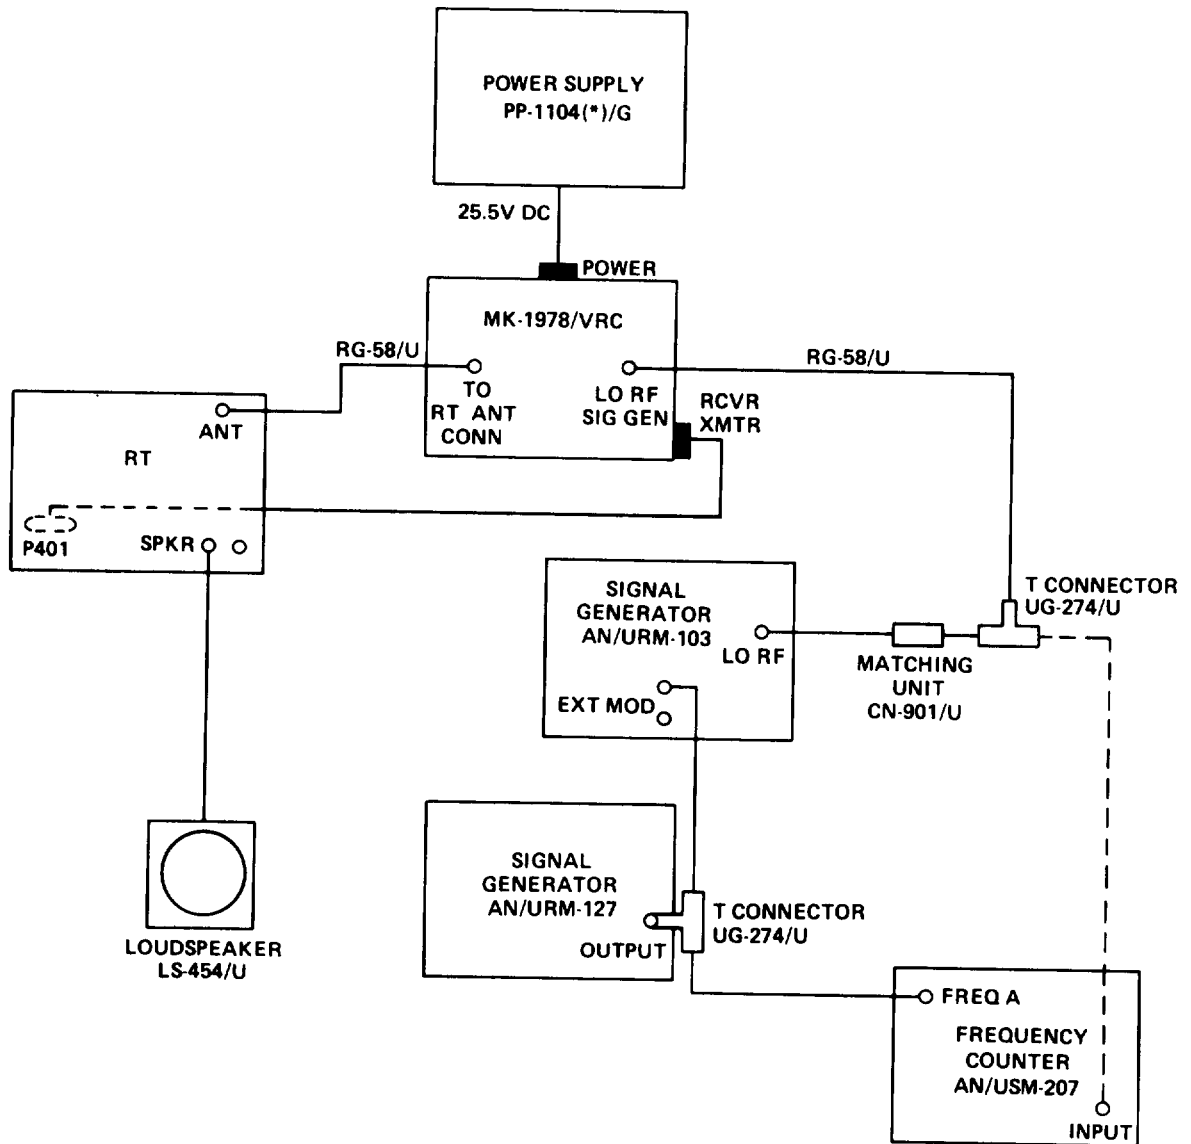 POWER SUPPLY
PP-1104(*)/G
25.5V DC
POWER
MK-1978/VRC
RG-58/U
RG-58/U
TO
RT ANT
CONN
LO RF
SIG GEN
RCVR
XMTR
ANT
RT
P401
SPKR
SIGNAL
GENERATOR
AN/URM-103
LO RF
EXT MOD
T CONNECTOR
UG-274/U
MATCHING
UNIT
CN-901/U
SIGNAL
GENERATOR
AN/URM-127
OUTPUT
T CONNECTOR
UG-274/U
LOUDSPEAKER
LS-454/U
FREQ A
FREQUENCY
COUNTER
AN/USM-207
INPUT